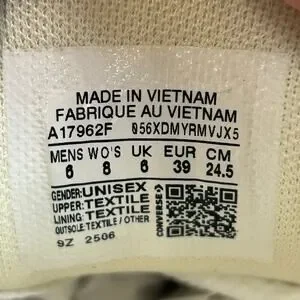 MADE IN VIETNAM
FABRIQUE AU VIETNAM
A17962F 056XDMYRMVJX5
MENS WO'S UK EUR CM
6 8 6 39 24.5
GENDER: UNISEX
UPPER: TEXTILE
LINING: TEXTILE
OUTSOLE: TEXTILE / OTHER
CONVERSE
9Z 2506